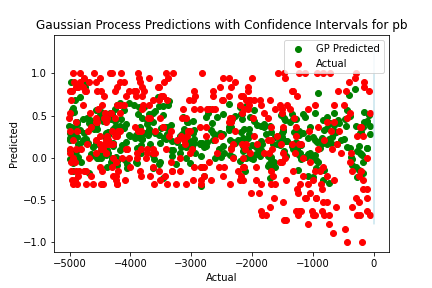 Gaussian Process Predictions with Confidence Intervals for pb
GP Predicted
Actual
1.0
0.5
0.0
−0.5
−1.0
Predicted
−5000 −4000 −3000 −2000 −1000 0
Actual